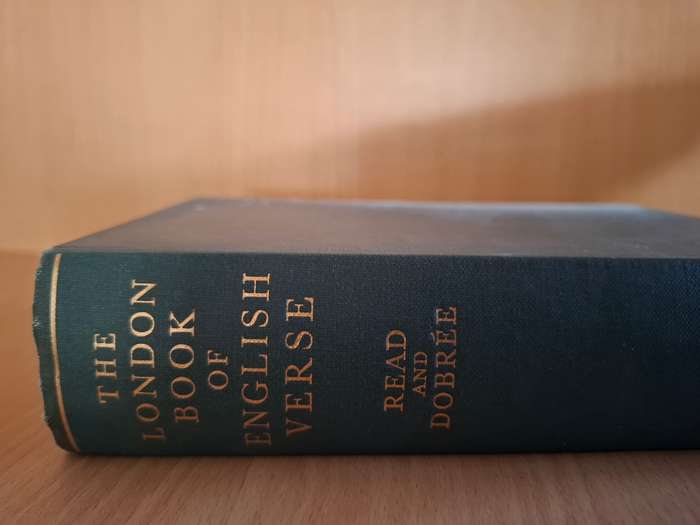 THE
LONDON
BOOK
OF
ENGLISH
VERSE
READ
AND
DOBRÉE